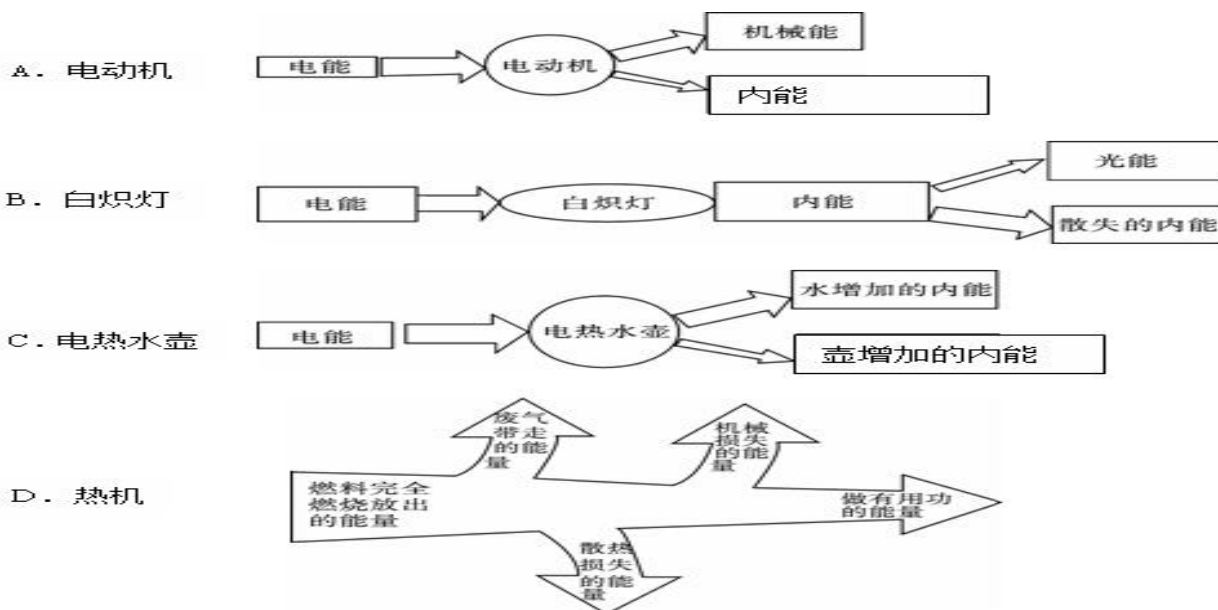 A. 电动机
电能
电动机
机械能
内能
B. 白炽灯
电能
白炽灯
内能
光能
散失的内能
C.电热水壶
电能
电热水壶
水增加的内能
壶增加的内能
D. 热机
燃料完全
燃烧放出
的能量
废气
带走
的能
量
机械
损失
的能
量
散热
损失
的能
量
做有用功
的能量